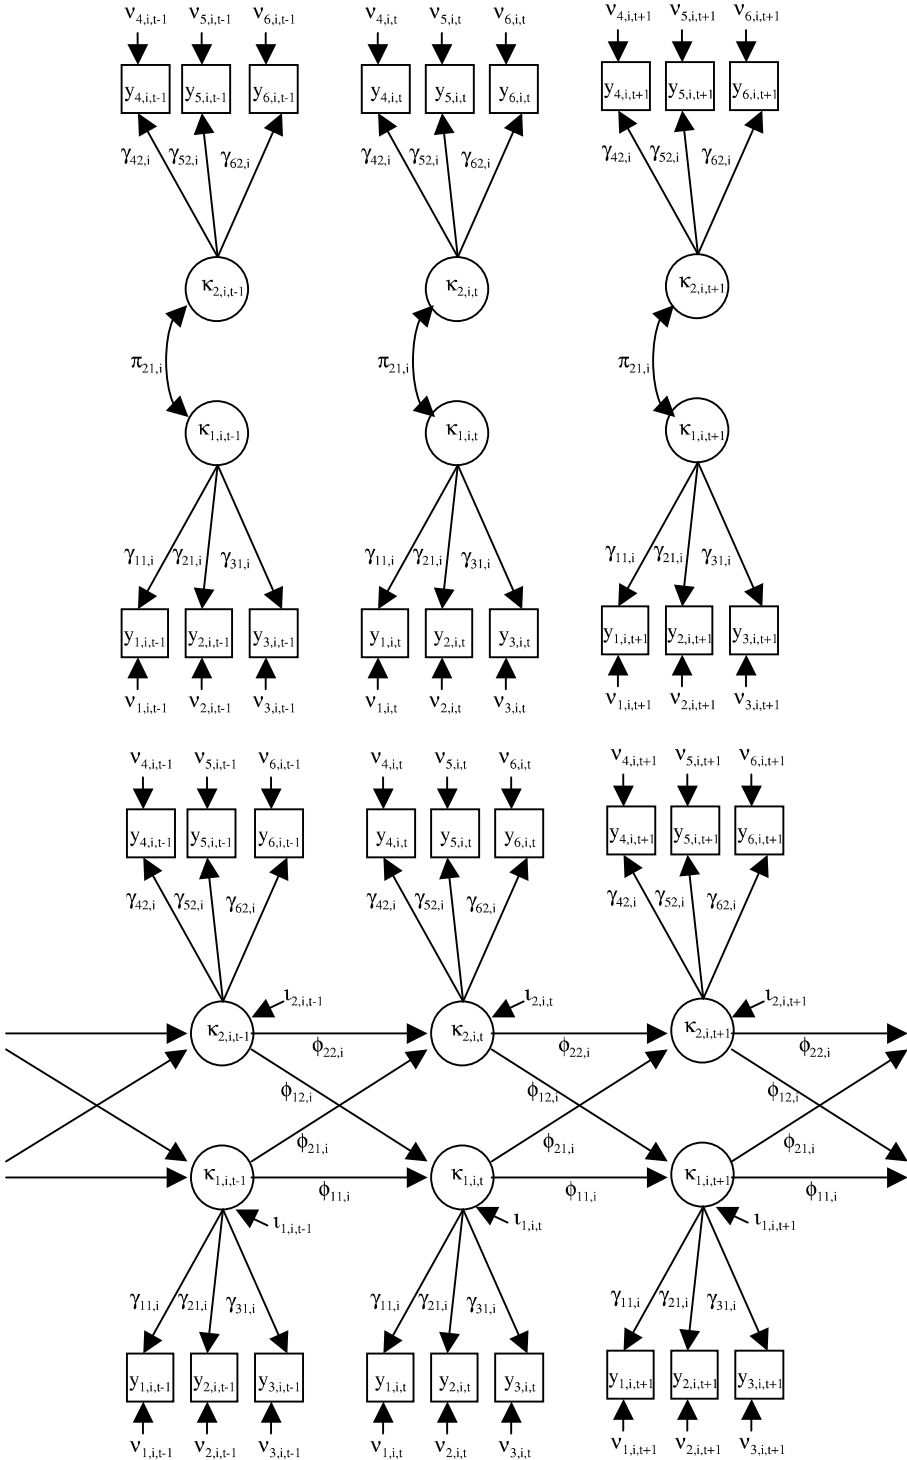 ν4,i,t-1 ν5,i,t-1 ν6,i,t-1 ν4,i,t ν5,i,t ν6,i,t ν4,i,t+1 ν5,i,t+1 ν6,i,t+1
y4,i,t-1 y5,i,t-1 y6,i,t-1 y4,i,t y5,i,t y6,i,t y4,i,t+1 y5,i,t+1 y6,i,t+1
γ42,i γ52,i γ62,i γ42,i γ52,i γ62,i γ42,i γ52,i γ62,i
κ2,i,t-1 κ2,i,t κ2,i,t+1
π21,i π21,i π21,i
κ1,i,t-1 κ1,i,t κ1,i,t+1
γ11,i γ21,i γ31,i γ11,i γ21,i γ31,i γ11,i γ21,i γ31,i
y1,i,t-1 y2,i,t-1 y3,i,t-1 y1,i,t y2,i,t y3,i,t y1,i,t+1 y2,i,t+1 y3,i,t+1
ν1,i,t-1 ν2,i,t-1 ν3,i,t-1 ν1,i,t ν2,i,t ν3,i,t ν1,i,t+1 ν2,i,t+1 ν3,i,t+1
ν4,i,t-1 ν5,i,t-1 ν6,i,t-1 ν4,i,t ν5,i,t ν6,i,t ν4,i,t+1 ν5,i,t+1 ν6,i,t+1
y4,i,t-1 y5,i,t-1 y6,i,t-1 y4,i,t y5,i,t y6,i,t y4,i,t+1 y5,i,t+1 y6,i,t+1
γ42,i γ52,i γ62,i γ42,i γ52,i γ62,i γ42,i γ52,i γ62,i
ι2,i,t-1 ι2,i,t ι2,i,t+1
κ2,i,t-1 κ2,i,t κ2,i,t+1
ϕ22,i ϕ22,i ϕ22,i
ϕ12,i ϕ12,i ϕ12,i
ϕ21,i ϕ21,i ϕ21,i
κ1,i,t-1 κ1,i,t κ1,i,t+1
ϕ11,i ϕ11,i ϕ11,i
ι1,i,t-1 ι1,i,t ι1,i,t+1
γ11,i γ21,i γ31,i γ11,i γ21,i γ31,i γ11,i γ21,i γ31,i
y1,i,t-1 y2,i,t-1 y3,i,t-1 y1,i,t y2,i,t y3,i,t y1,i,t+1 y2,i,t+1 y3,i,t+1
ν1,i,t-1 ν2,i,t-1 ν3,i,t-1 ν1,i,t ν2,i,t ν3,i,t ν1,i,t+1 ν2,i,t+1 ν3,i,t+1